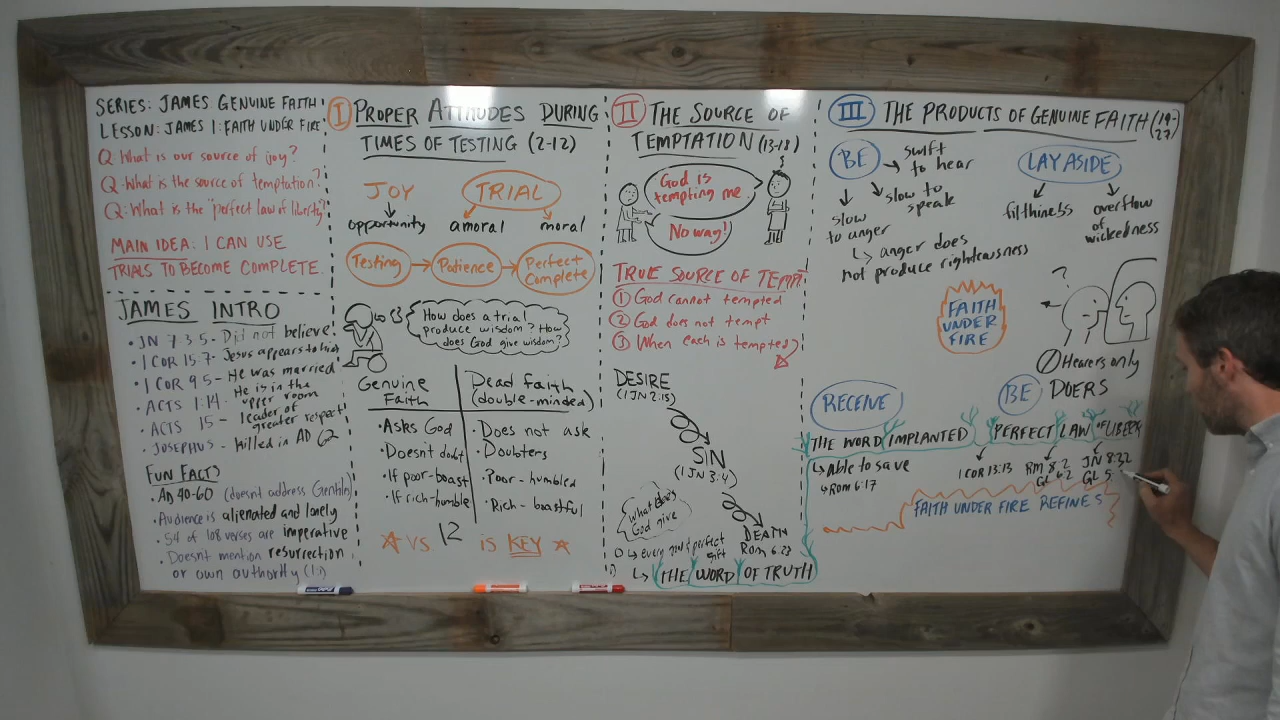 SERIES: JAMES GENUINE FAITH
LESSON: JAMES 1: FAITH UNDER FIRE
Q: What is our source of joy?
Q: What is the source of temptation?
Q: What is the "perfect law of liberty?
MAIN IDEA: I CAN USE
TRIALS TO BECOME COMPLETE.
JAMES INTRO
• JN 7 3 5 - Did not believe!
• 1 COR 15:7 - Jesus appears to him
• 1 COR 9 5 - He was married
• ACTS 1:14 - He is in the
upper room
• ACTS 15 - leader of
greater respect!
• JOSEPHUS - killed in AD 62
FUN FACTS
• AD 40-60 (doesn't address Gentiles)
• Audience is alienated and lonely
• 54 of 108 verses are imperative
• Doesn't mention resurrection
or own authority (1:1)
I PROPER ATTITUDES DURING
TIMES OF TESTING (2-12)
JOY TRIAL
opportunity amoral moral
Testing Patience Perfect
Complete
How does a trial
produce wisdom? How
does God give wisdom?
Genuine
Faith
Dead Faith
(double-minded)
• Asks God • Does not ask
• Doesn't doubt • Doubters
• If poor-boast • Poor-humbled
• If rich-humble • Rich-boastful
VS 12 is KEY
II THE SOURCE OF
TEMPTATION (13-18)
God is
tempting me.
No way!
TRUE SOURCE OF TEMPT
1 God cannot tempted
2 God does not tempt
3 When each is tempted
DESIRE
(1 JN 2:15)
SIN
(1 JN 3:4)
DEATH
Rom 6:23
What does
God give
every good & perfect
gift
THE WORD OF TRUTH
III THE PRODUCTS OF GENUINE FAITH (19-
27)
BE swift
to hear
slow to
speak
slow
to anger
anger does
not produce righteousness
LAY ASIDE
filthiness overflow
of
wickedness
FAITH
UNDER
FIRE
?
Hearers only
BE DOERS
RECEIVE
THE WORD IMPLANTED PERFECT LAW OF LIBERTY
able to save
Rom 6:17
1 COR 13:13 RM 8:2 JN 8:32
GL 6:2 GL 5:
FAITH UNDER FIRE REFINES